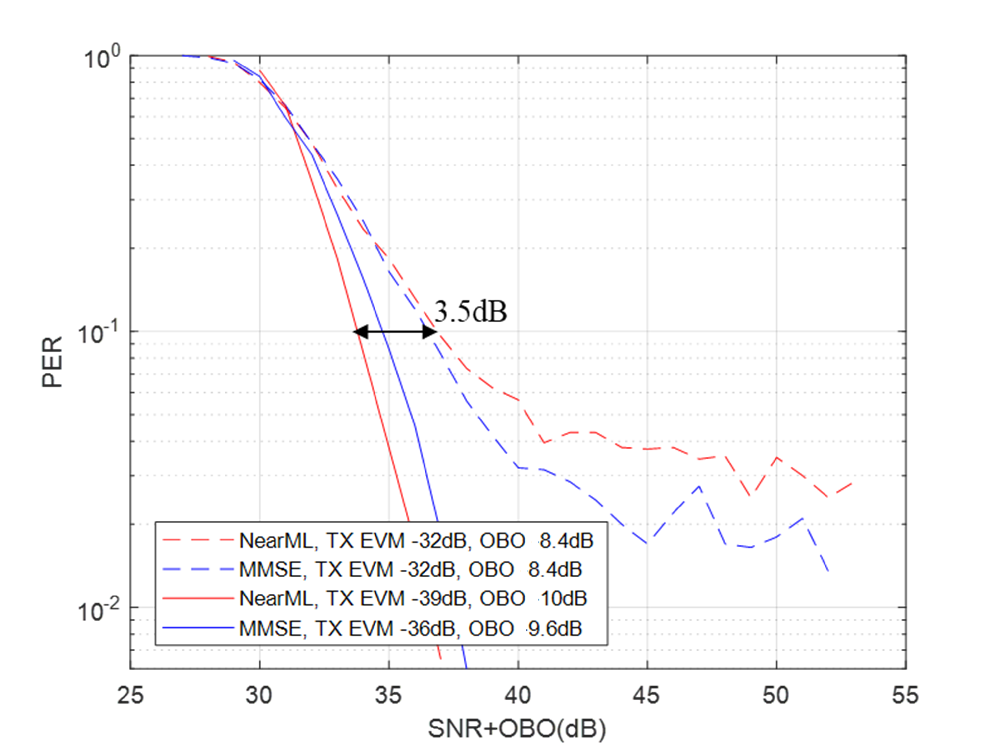 10^0
10^-1
10^-2
PER
3.5dB
NearML, TX EVM -32dB, OBO 8.4dB
MMSE, TX EVM -32dB, OBO 8.4dB
NearML, TX EVM -39dB, OBO 10dB
MMSE, TX EVM -36dB, OBO 9.6dB
25 30 35 40 45 50 55
SNR+OBO(dB)